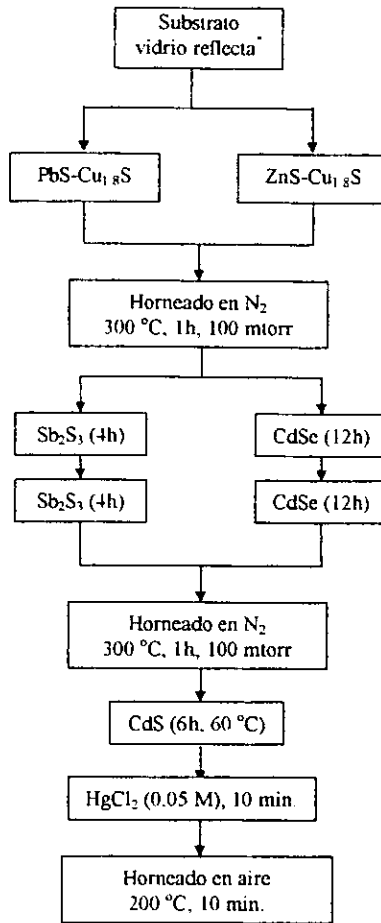 Substrato
vidrio reflecta*
PbS-Cu₁.₈S
ZnS-Cu₁.₈S
Horneado en N₂
300 °C, 1h, 100 mtorr
Sb₂S₃ (4h)
CdSe (12h)
Sb₂S₃ (4h)
CdSe (12h)
Horneado en N₂
300 °C, 1h, 100 mtorr
CdS (6h, 60 °C)
HgCl₂ (0.05 M), 10 min.
Horneado en aire
200 °C, 10 min.